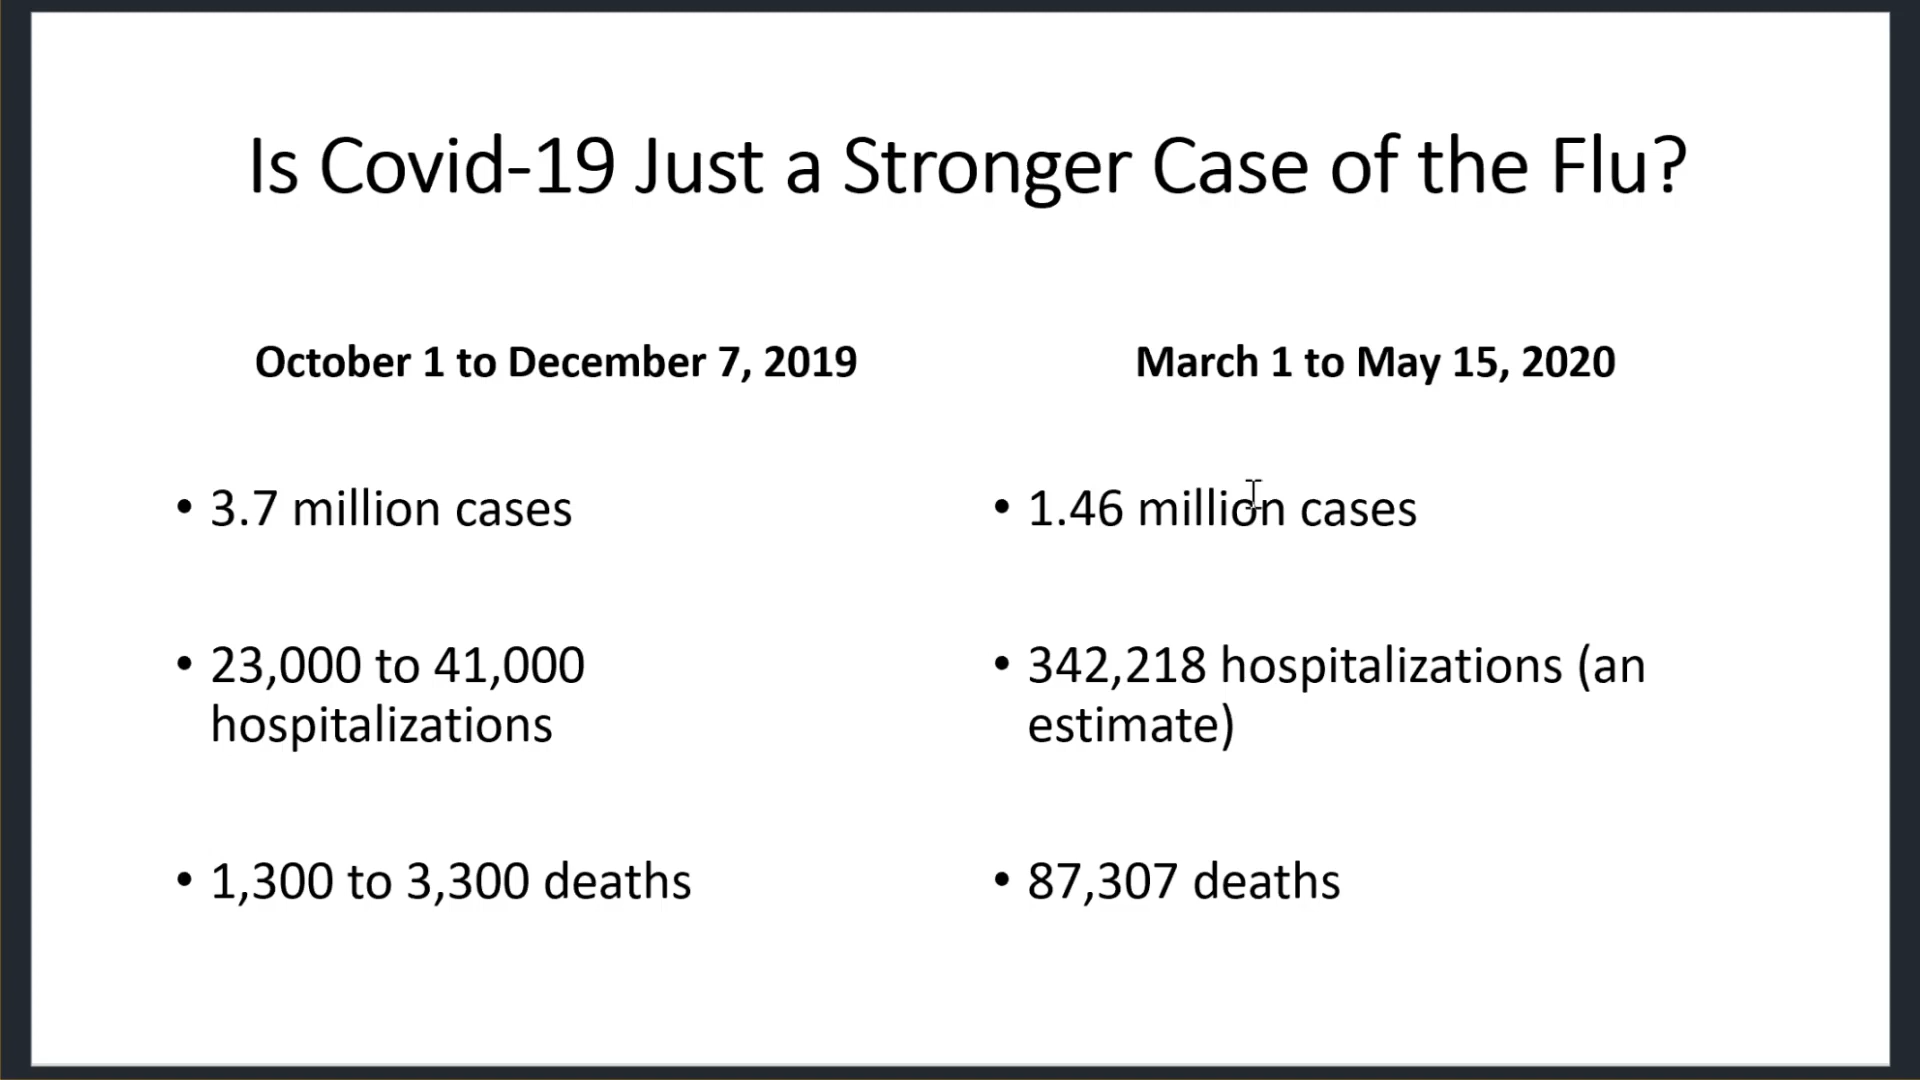 Is Covid-19 Just a Stronger Case of the Flu?
October 1 to December 7, 2019
• 3.7 million cases
• 23,000 to 41,000
hospitalizations
• 1,300 to 3,300 deaths
March 1 to May 15, 2020
• 1.46 million cases
• 342,218 hospitalizations (an
estimate)
• 87,307 deaths